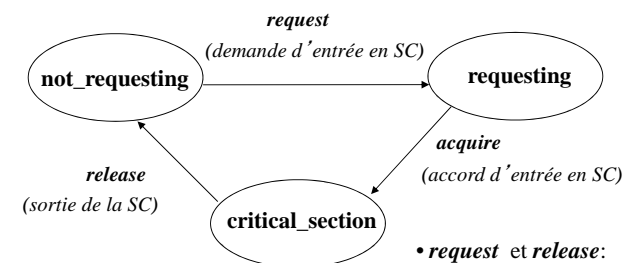 request
(demande d'entrée en SC)
not_requesting
requesting
acquire
(accord d'entrée en SC)
release
(sortie de la SC)
critical_section
• request et release: